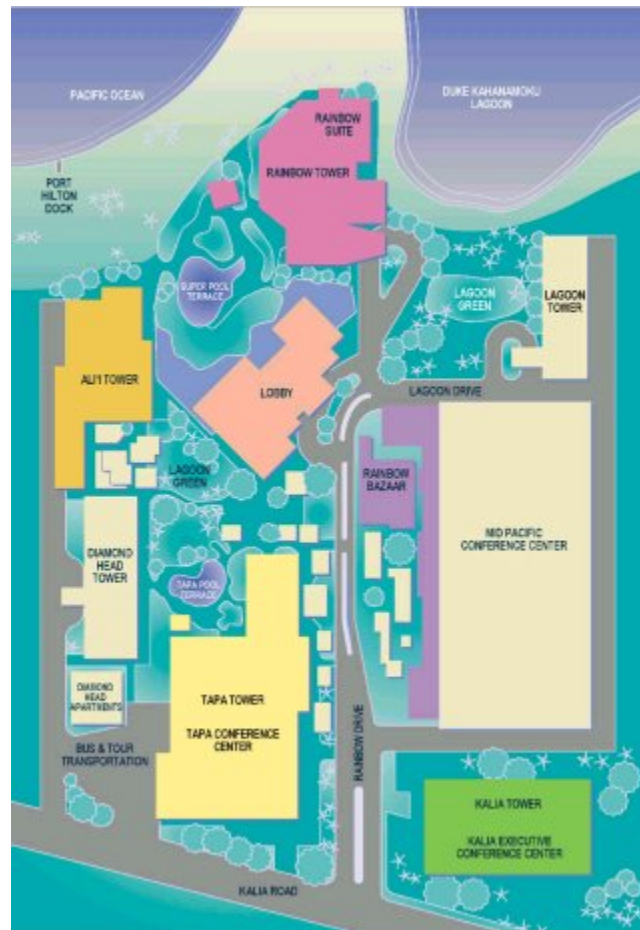 PACIFIC OCEAN
DUKE KAHANAMOKU
LAGOON
RAINBOW
SUITE
RAINBOW TOWER
PORT
HILTON
DOCK
SUPER POOL
TERRACE
LAGOON
GREEN
LAGOON
TOWER
ALI'I TOWER
LOBBY
LAGOON DRIVE
LAGOON
GREEN
RAINBOW
BAZAAR
MID PACIFIC
CONFERENCE CENTER
DIAMOND
HEAD
TOWER
TAPA POOL
TERRACE
DIAMOND
HEAD
APARTMENTS
TAPA TOWER
TAPA CONFERENCE
CENTER
BUS & TOUR
TRANSPORTATION
RAINBOW DRIVE
KALIA TOWER
KALIA EXECUTIVE
CONFERENCE CENTER
KALIA ROAD